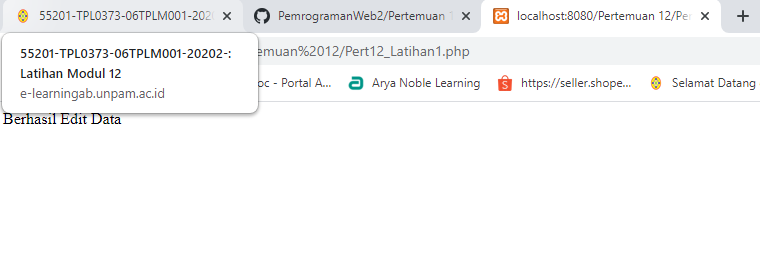 55201-TPL0373-06TPLM001-202
PemrogramanWeb2/Pertemuan 1
localhost:8080/Pertemuan 12/Per
55201-TPL0373-06TPLM001-20202-:
Latihan Modul 12
e-learningab.unpam.ac.id
emuan%2012/Pert12_Latihan1.php
oc - Portal A...
Arya Noble Learning
https://seller.shope...
Selamat Datang
Berhasil Edit Data